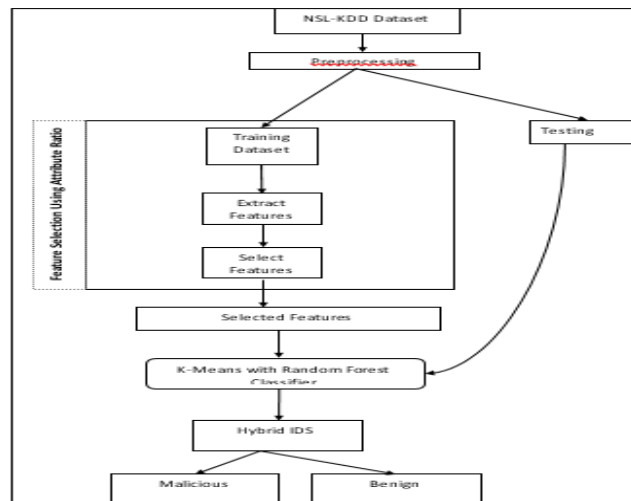 NSL-KDD Dataset
Preprocessing
Feature Selection Using Attribute Ratio
Training
Dataset
Testing
Extract
Features
Select
Features
Selected Features
K-Means with Random Forest
Classifier
Hybrid IDS
Malicious
Benign